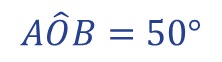 AÔB = 50°